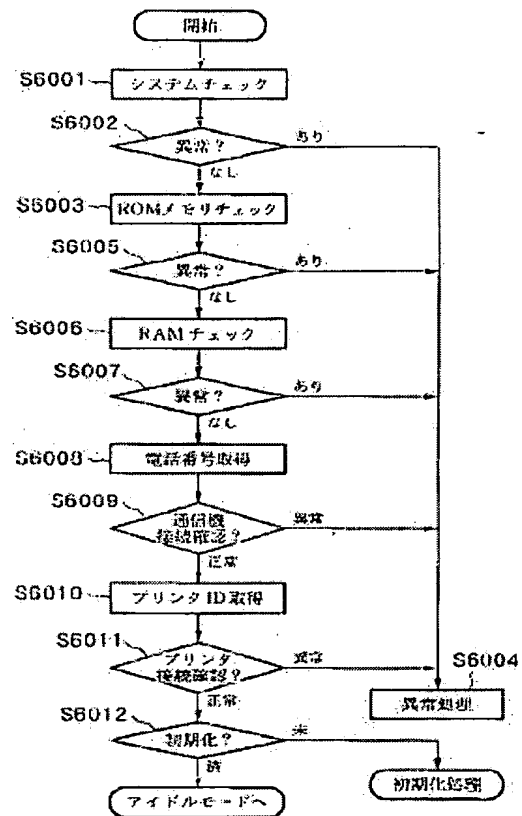 開始
S6001
システムチェック
S6002
異常?
あり
なし
S6003
ROMメモリチェック
S6005
異常?
あり
なし
S6006
RAMチェック
S6007
異常?
あり
なし
S6008
電話番号取得
S6009
通信機
接続確認?
異常
正常
S6010
プリンタID取得
S6011
プリンタ
接続確認?
異常
正常
S6004
異常処理
S6012
初期化?
未
済
アイドルモードへ
初期化処理